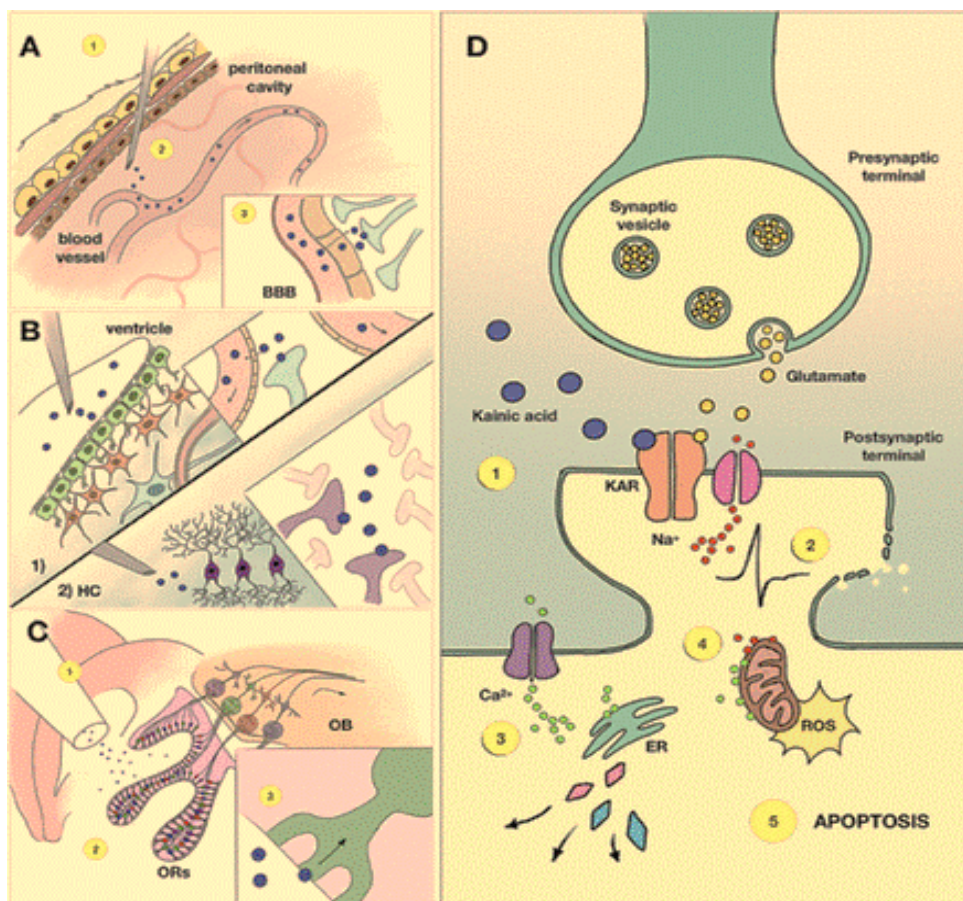 A
1
peritoneal
cavity
2
blood
vessel
3
BBB
B
ventricle
1)
2) HC
C
1
OB
2
ORs
3
D
Presynaptic
terminal
Synaptic
vesicle
Glutamate
Kainic acid
Postsynaptic
terminal
1
KAR
Na+
2
4
Ca2+
3
ER
ROS
5 APOPTOSIS